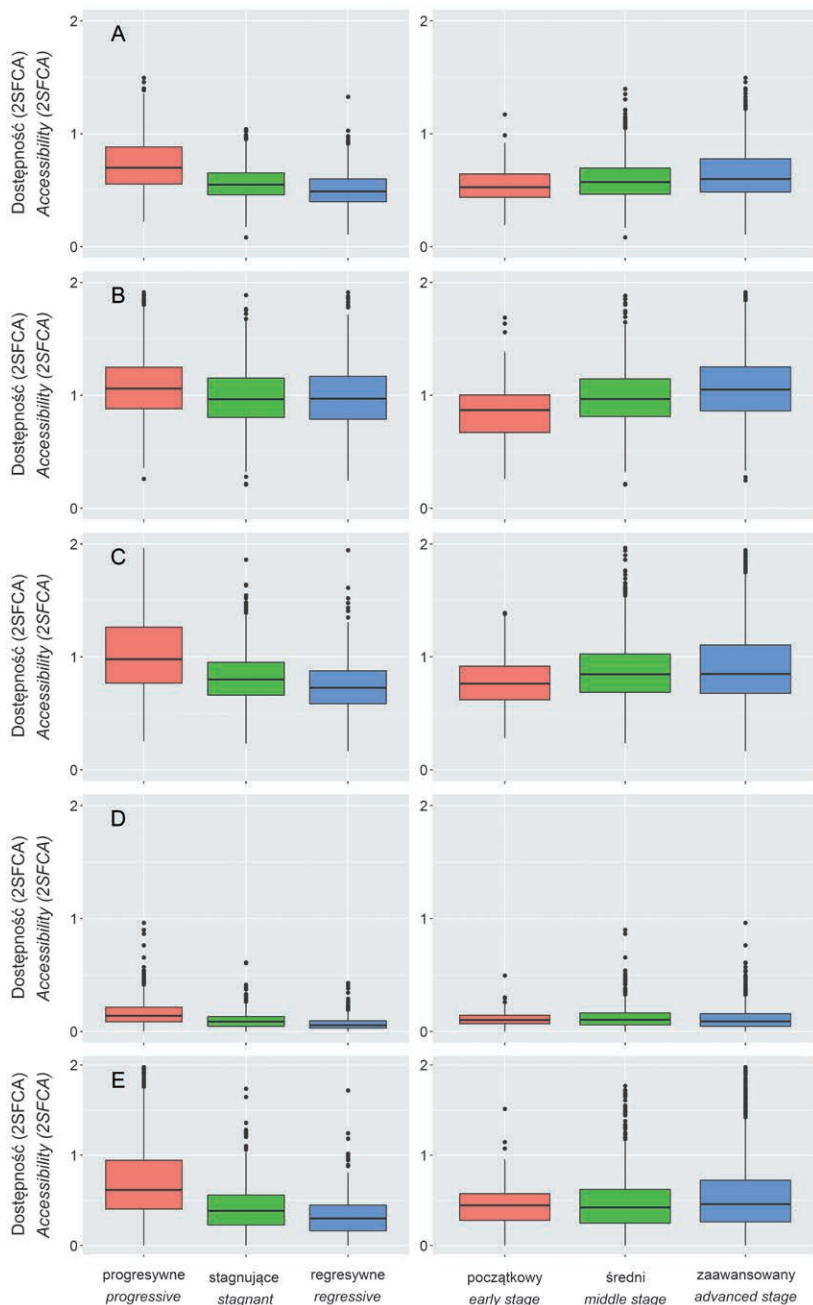 A
Dostępność (2SFCA)
Accessibility (2SFCA)
2
1
0
2
1
0
B
Dostępność (2SFCA)
Accessibility (2SFCA)
2
1
0
2
1
0
C
Dostępność (2SFCA)
Accessibility (2SFCA)
2
1
0
2
1
0
D
Dostępność (2SFCA)
Accessibility (2SFCA)
2
1
0
2
1
0
E
Dostępność (2SFCA)
Accessibility (2SFCA)
2
1
0
2
1
0
progresywne stagnujące regresywne początkowy średni zaawansowany
progressive stagnant regressive early stage middle stage advanced stage